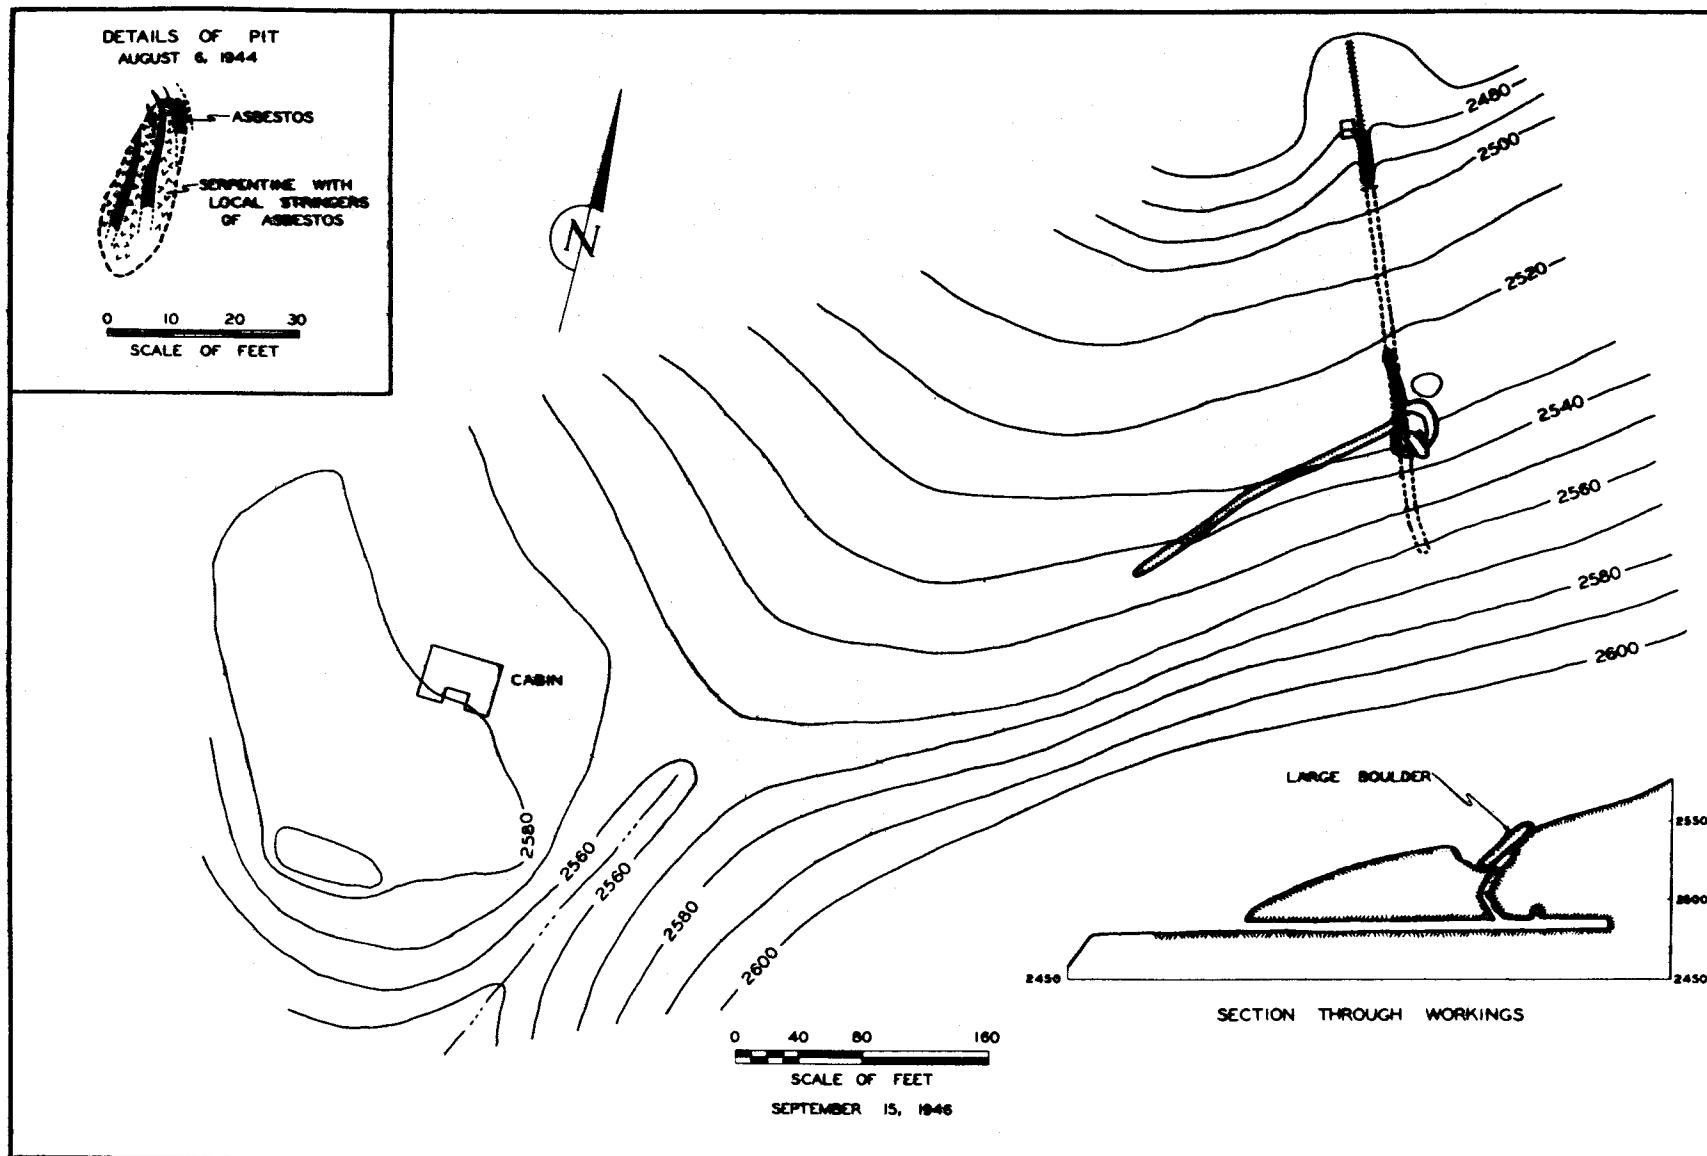 DETAILS OF PIT
AUGUST 6, 1944
ASBESTOS
SERPENTINE WITH
LOCAL STRINGERS
OF ASBESTOS
0 10 20 30
SCALE OF FEET
N
2480
2500
2520
2540
2560
2580
2600
CABIN
2580
2560
2560
2580
2600
LARGE BOULDER
2550
2500
2450
2450
SECTION THROUGH WORKINGS
0 40 80 160
SCALE OF FEET
SEPTEMBER 15, 1946